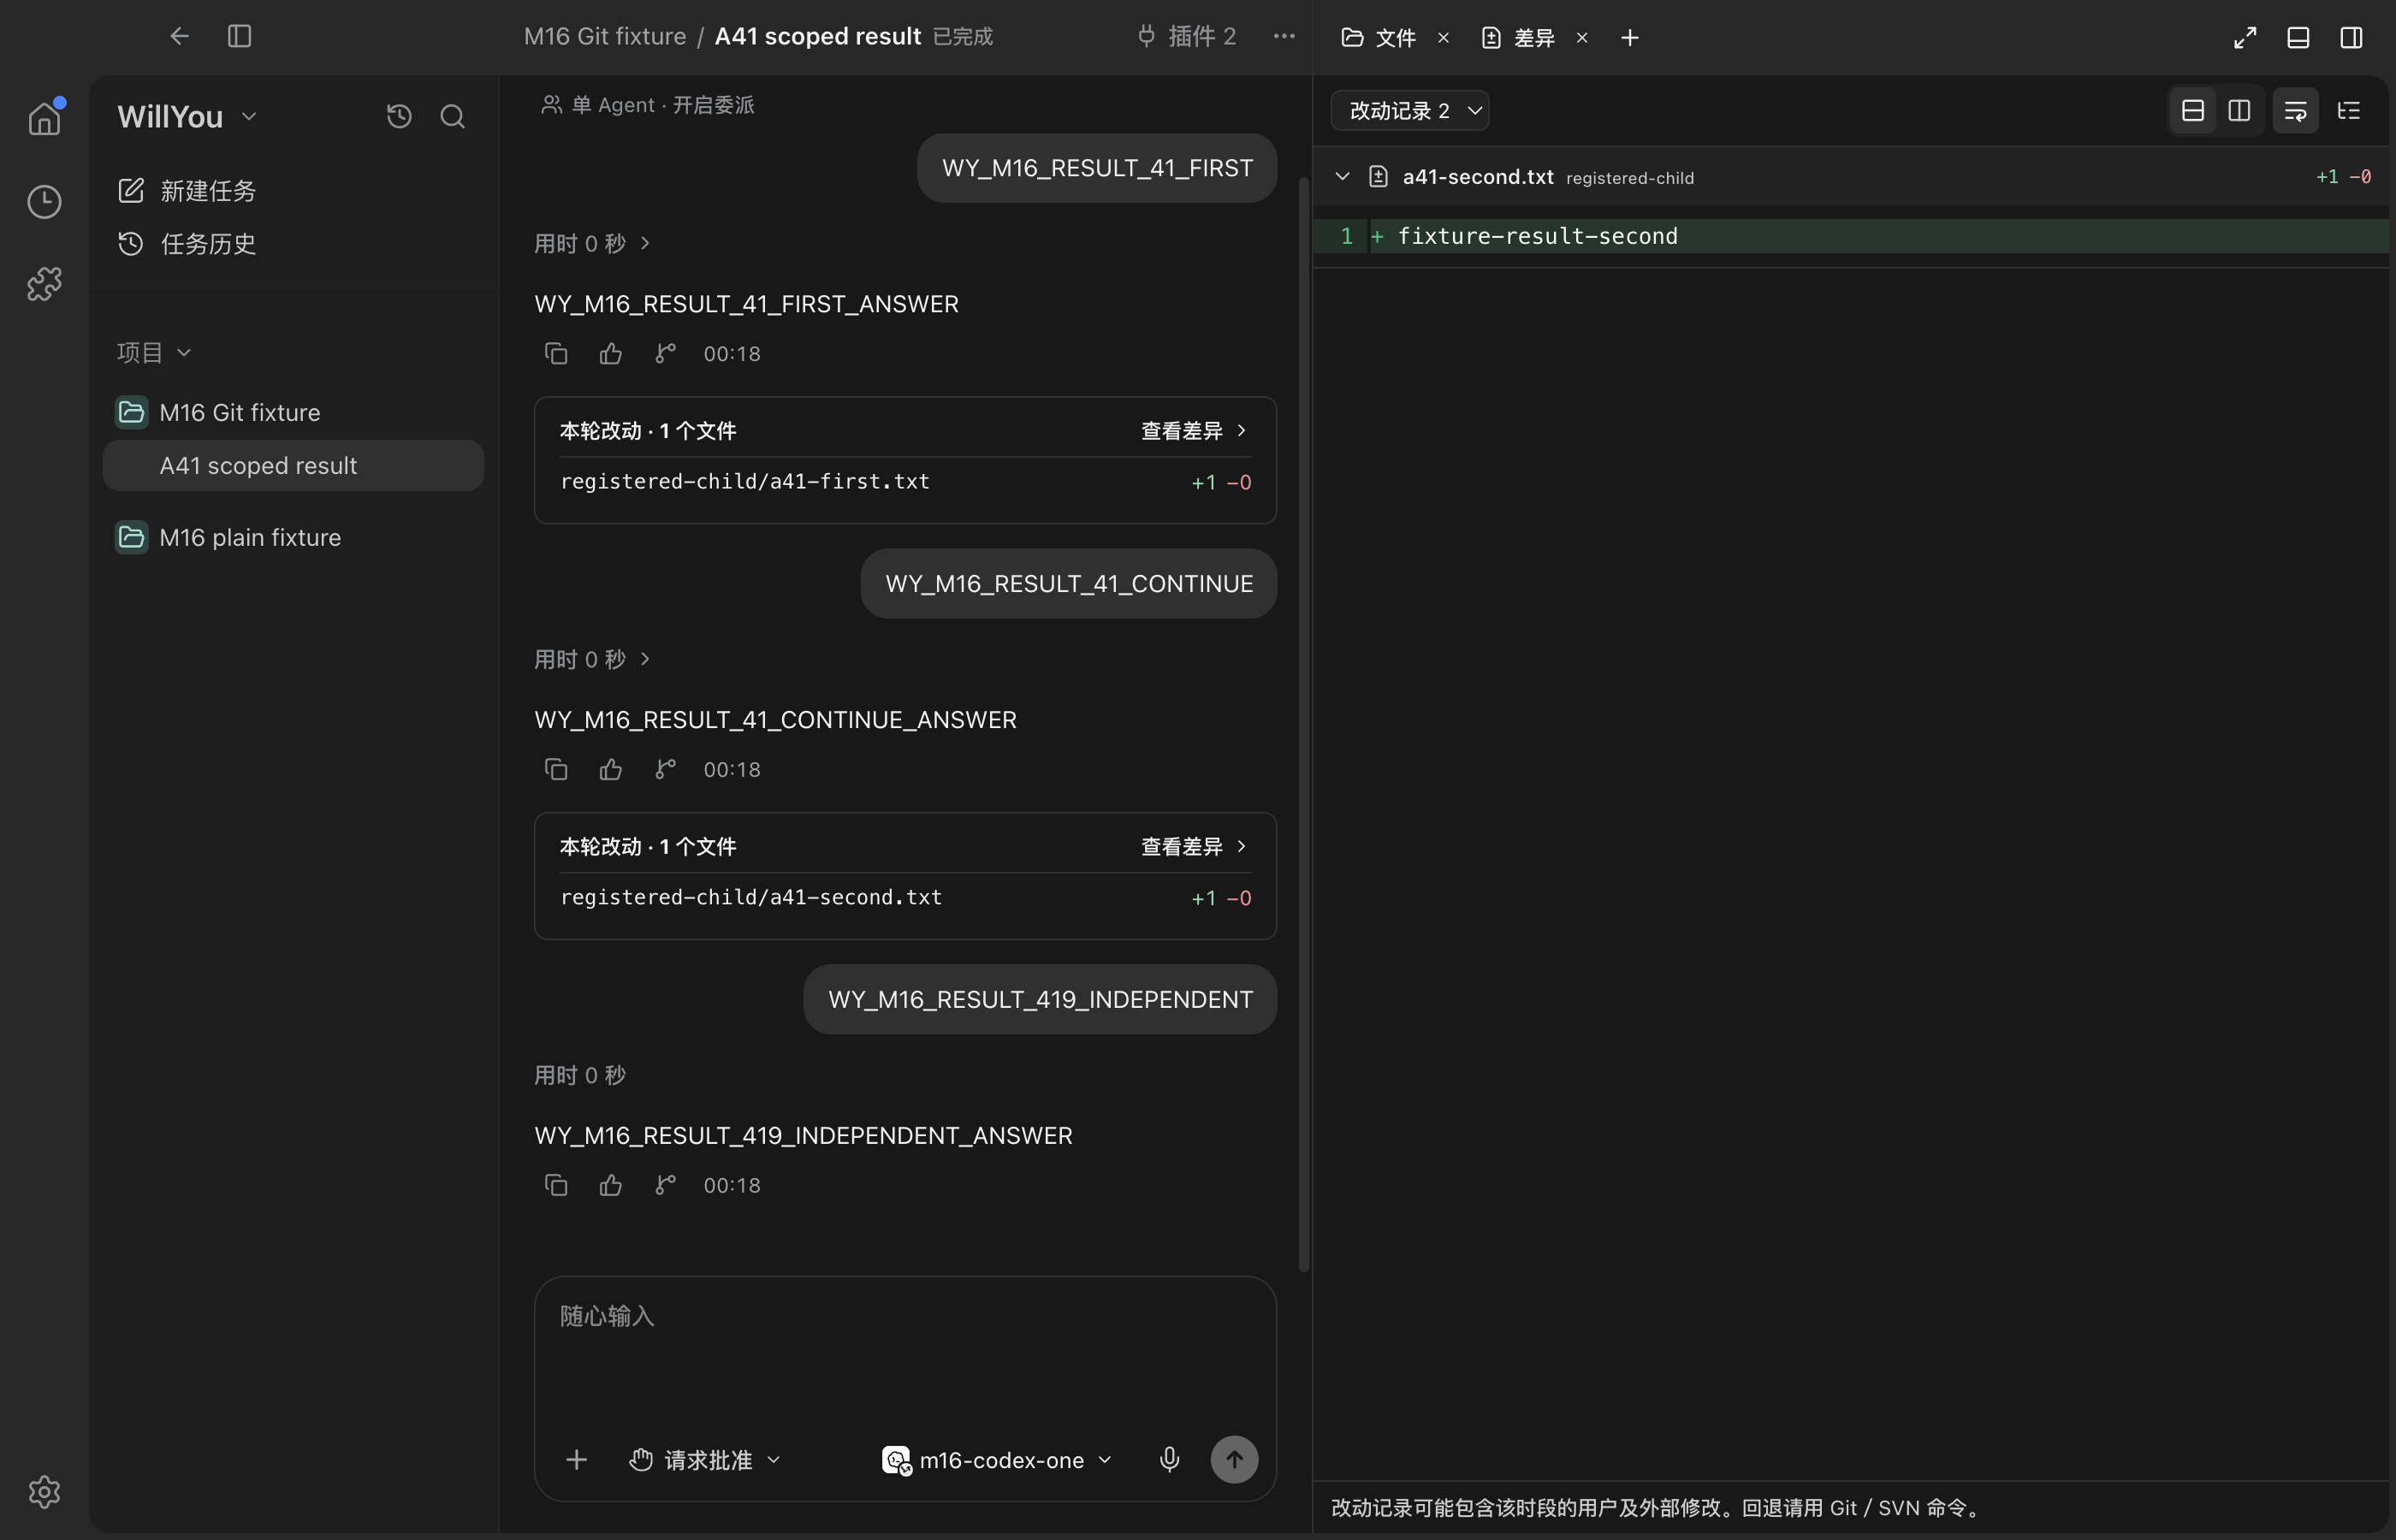 M16 Git fixture / A41 scoped result 已完成
插件 2
文件
差异
WillYou
新建任务
任务历史
项目
M16 Git fixture
A41 scoped result
M16 plain fixture
单 Agent · 开启委派
WY_M16_RESULT_41_FIRST
用时 0 秒
WY_M16_RESULT_41_FIRST_ANSWER
00:18
本轮改动 · 1 个文件 查看差异
registered-child/a41-first.txt +1 -0
WY_M16_RESULT_41_CONTINUE
用时 0 秒
WY_M16_RESULT_41_CONTINUE_ANSWER
00:18
本轮改动 · 1 个文件 查看差异
registered-child/a41-second.txt +1 -0
WY_M16_RESULT_419_INDEPENDENT
用时 0 秒
WY_M16_RESULT_419_INDEPENDENT_ANSWER
00:18
随心输入
请求批准
m16-codex-one
改动记录 2
a41-second.txt registered-child +1 -0
1 + fixture-result-second
改动记录可能包含该时段的用户及外部修改。回退请用 Git / SVN 命令。